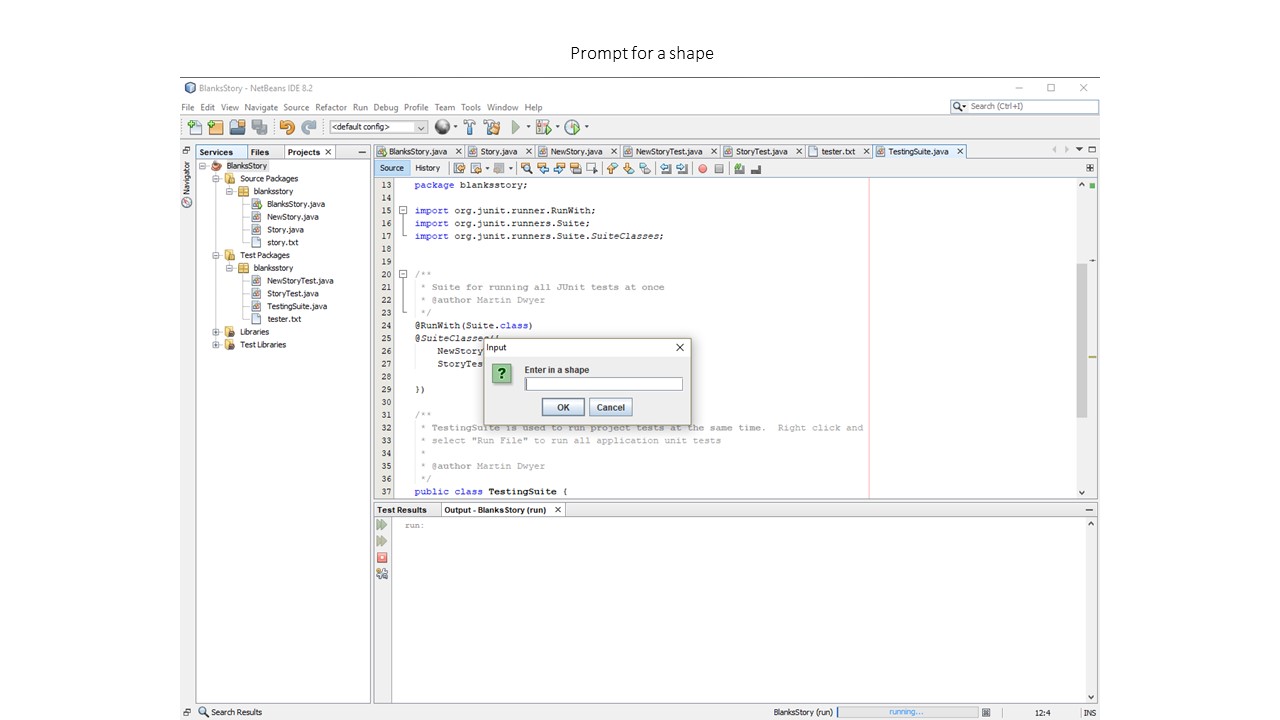 Prompt for a shape
BlanksStory - NetBeans IDE 8.2
File Edit View Navigate Source Refactor Run Debug Profile Team Tools Window Help
Search (Ctrl+I)
<default config>
Services Files Projects
BlanksStory.java Story.java NewStory.java NewStoryTest.java StoryTest.java tester.txt TestingSuite.java
Navigator
Source History
BlanksStory
Source Packages
blanksstory
BlanksStory.java
NewStory.java
Story.java
story.txt
Test Packages
blanksstory
NewStoryTest.java
StoryTest.java
TestingSuite.java
tester.txt
Libraries
Test Libraries
13 package blanksstory;
14
15 import org.junit.runner.RunWith;
16 import org.junit.runners.Suite;
17 import org.junit.runners.Suite.SuiteClasses;
18
19
20 /**
21 * Suite for running all JUnit tests at once
22 * @author Martin Dwyer
23 */
24 @RunWith(Suite.class)
25 @SuiteClasses({
26 NewStory
27 StoryTes
28
29 })
30
31 /**
32 * TestingSuite is used to run project tests at the same time. Right click and
33 * select "Run File" to run all application unit tests
34 *
35 * @author Martin Dwyer
36 */
37 public class TestingSuite {
Input
?
Enter in a shape
OK Cancel
Test Results Output - BlanksStory (run)
run:
Search Results
BlanksStory (run) running... 12:4 INS